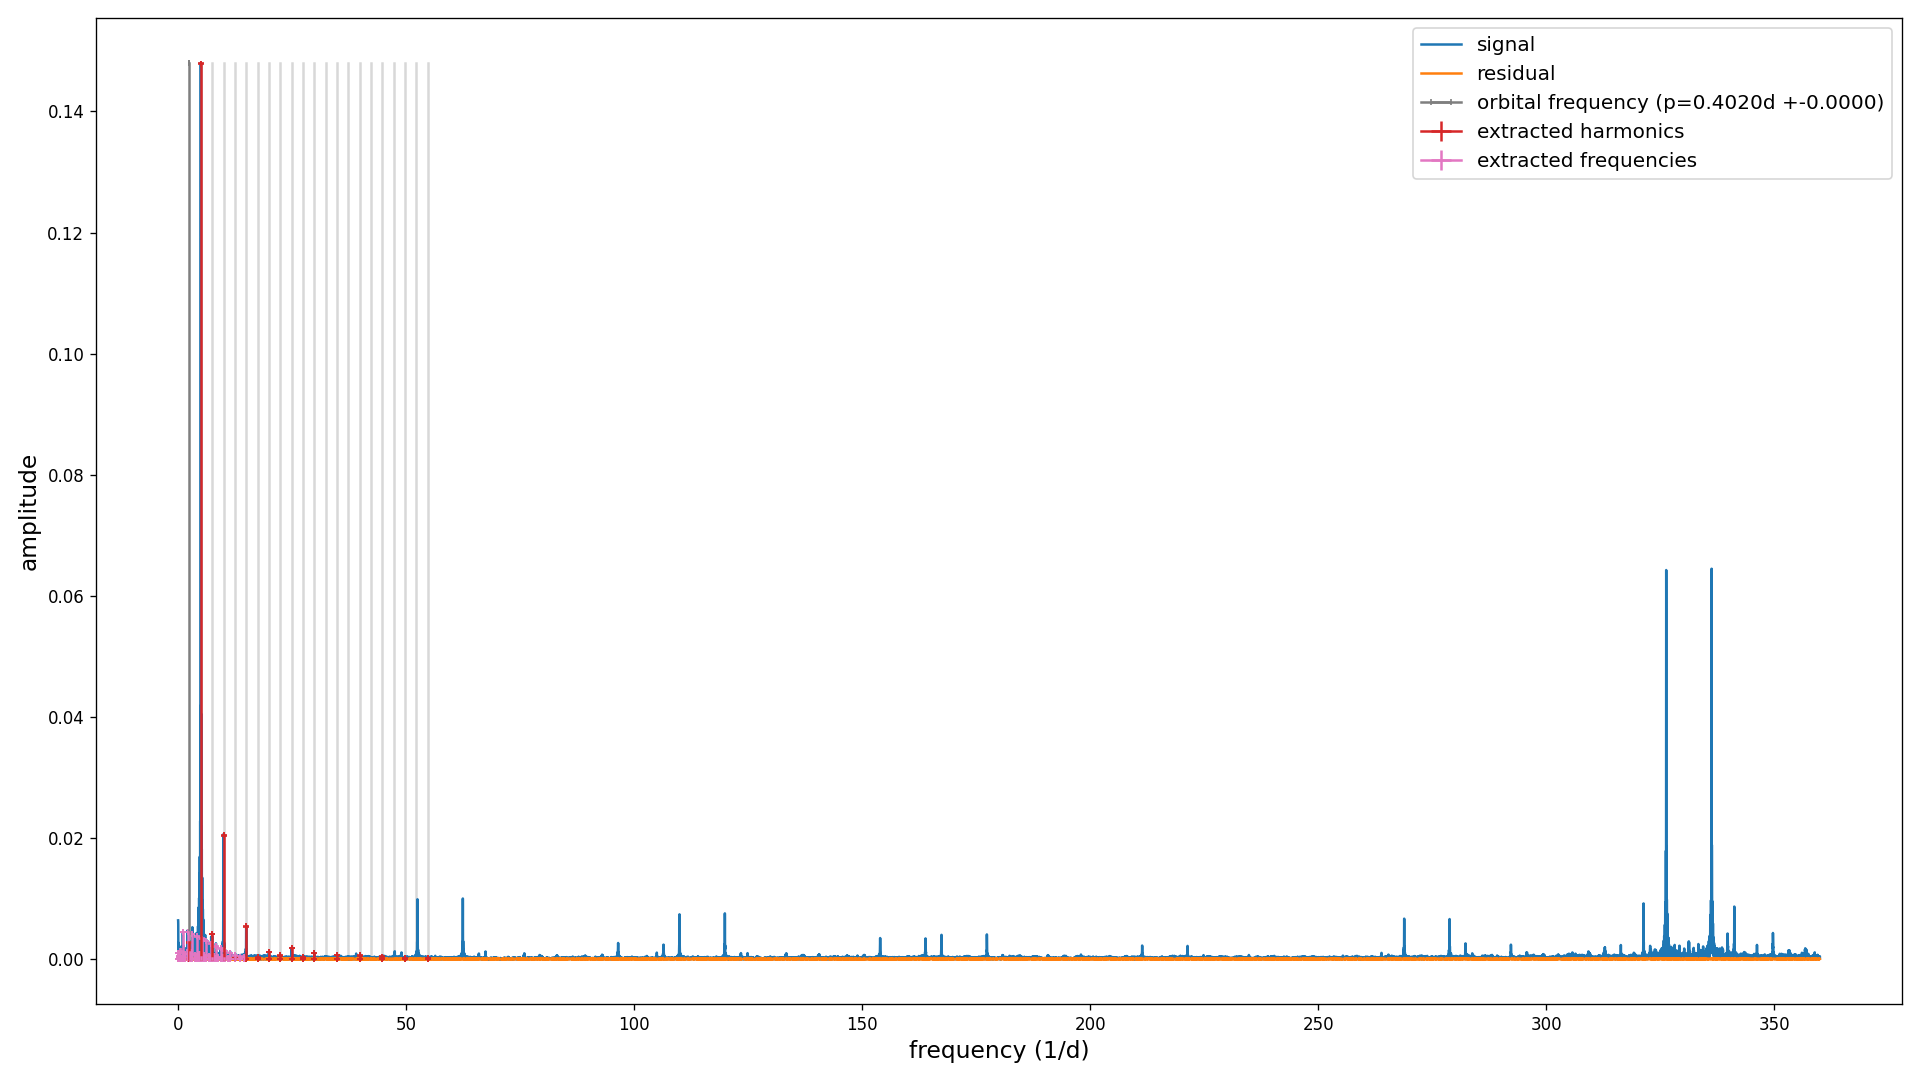 signal
residual
orbital frequency (p=0.4020d +-0.0000)
extracted harmonics
extracted frequencies
amplitude
0.14
0.12
0.10
0.08
0.06
0.04
0.02
0.00
0 50 100 150 200 250 300 350
frequency (1/d)